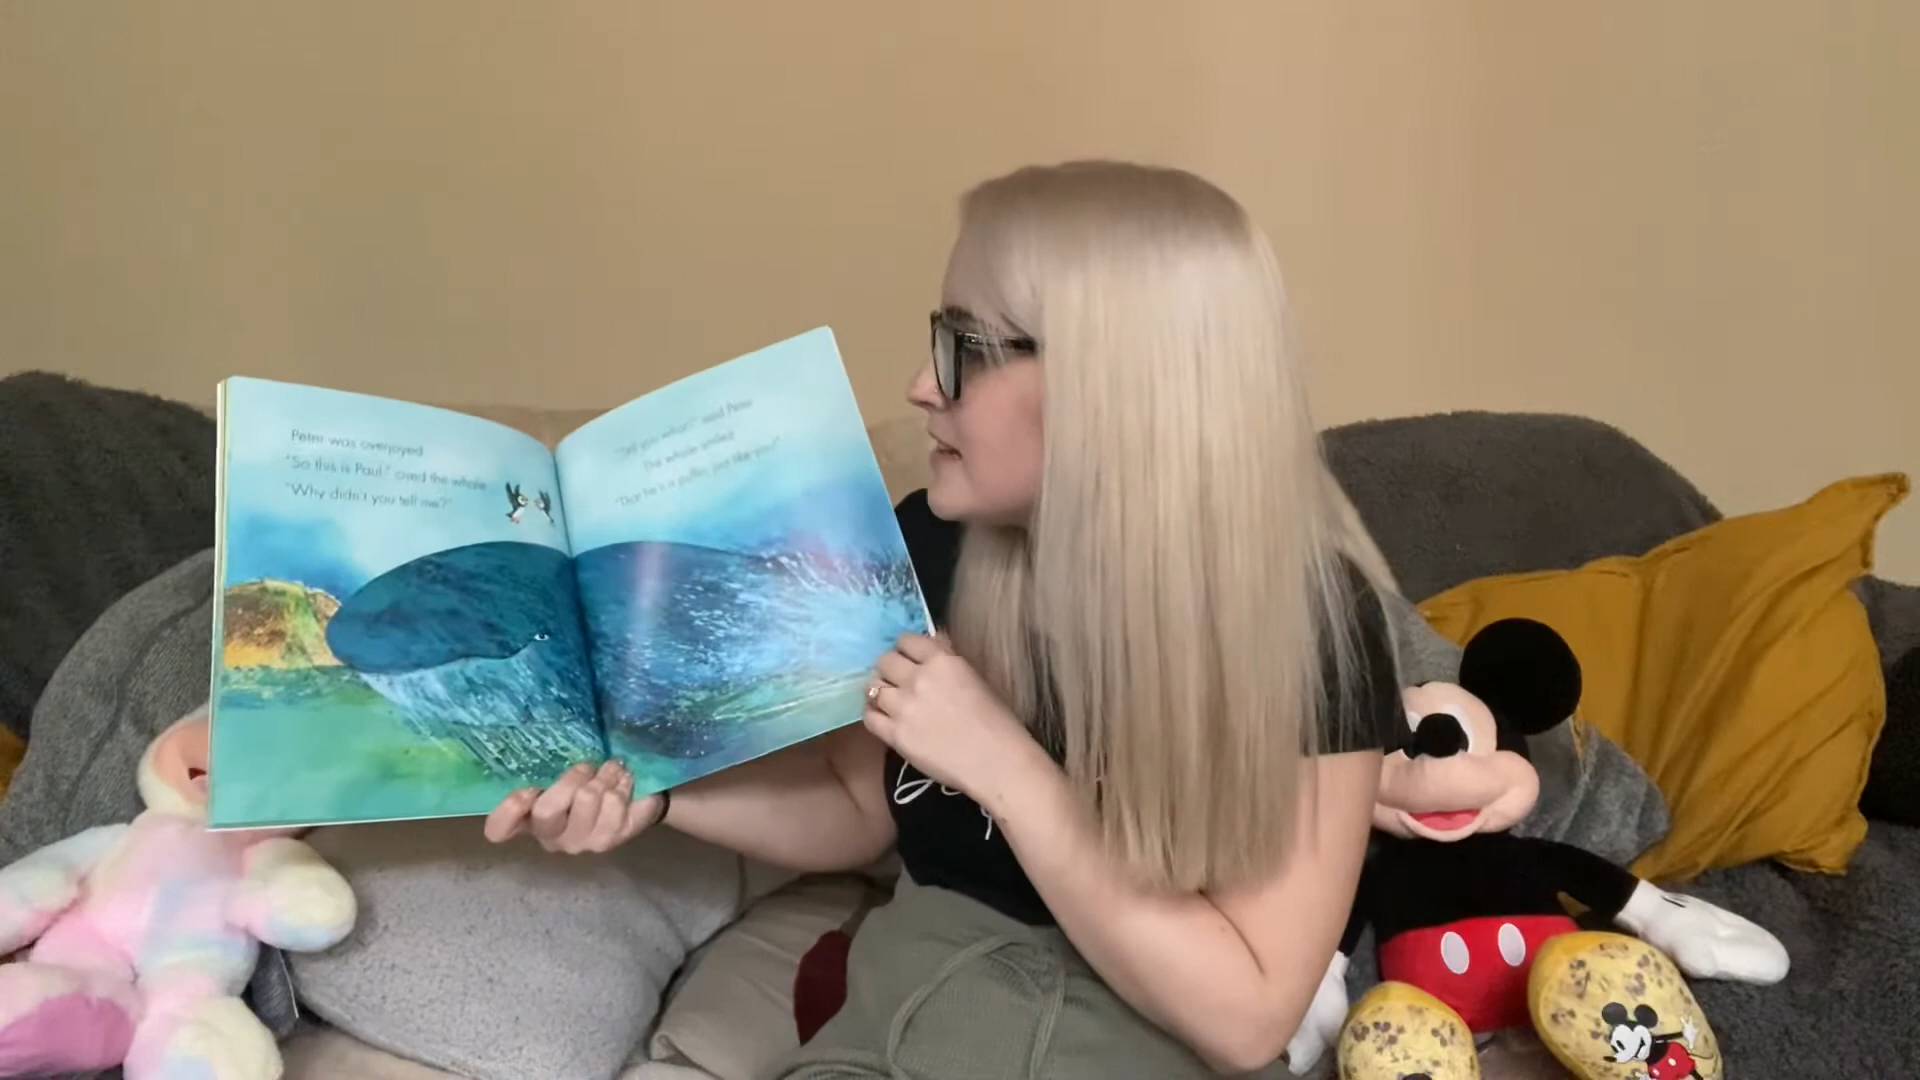 Peter was overjoyed.
"So this is Paul," cried the whale.
"Why didn't you tell me?"
"Tell you what?" said Peter.
The whale smiled.
"That he's a puffin, just like you!"